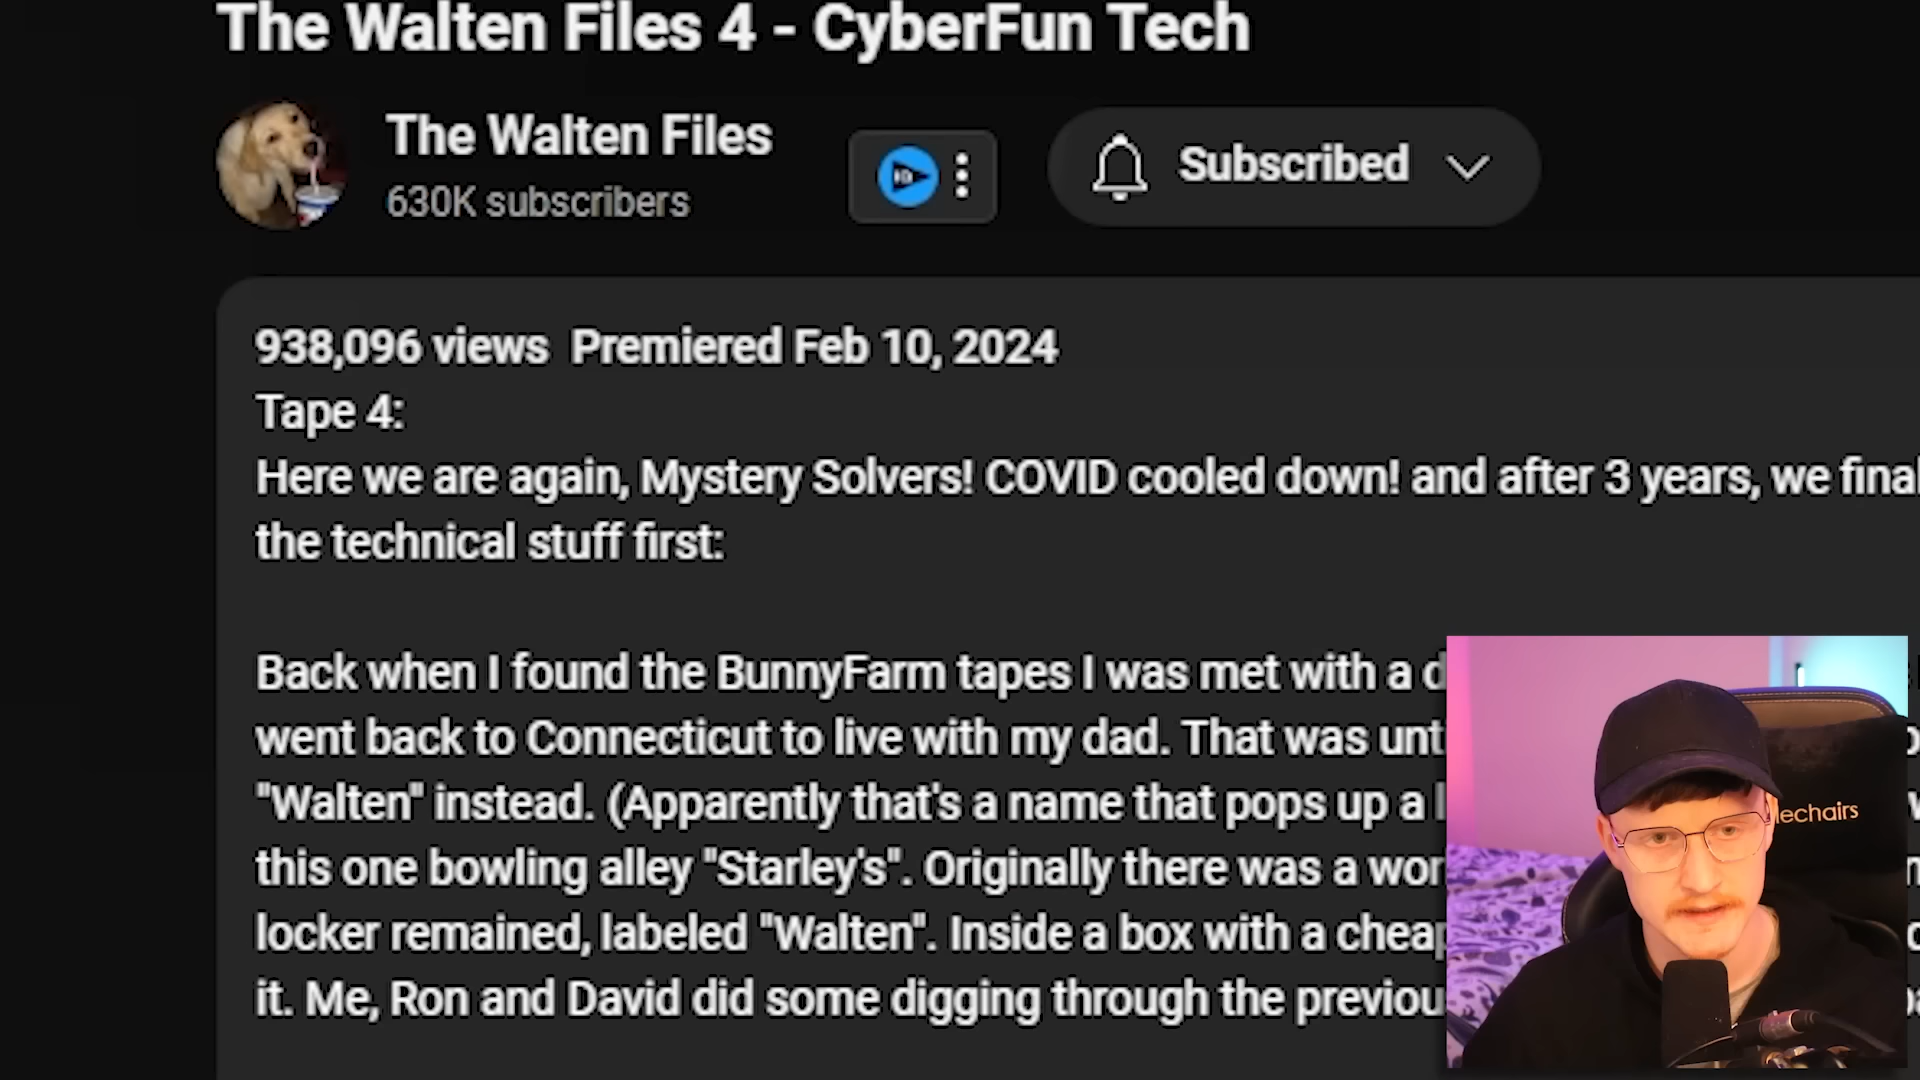 The Walten Files 4 - CyberFun Tech
The Walten Files
630K subscribers
Subscribed
938,096 views Premiered Feb 10, 2024
Tape 4:
Here we are again, Mystery Solvers! COVID cooled down! and after 3 years, we final
the technical stuff first:
Back when I found the BunnyFarm tapes I was met with a d
went back to Connecticut to live with my dad. That was unt
"Walten" instead. (Apparently that's a name that pops up a
this one bowling alley "Starley's". Originally there was a wor
locker remained, labeled "Walten". Inside a box with a cheap
it. Me, Ron and David did some digging through the previou
lechairs